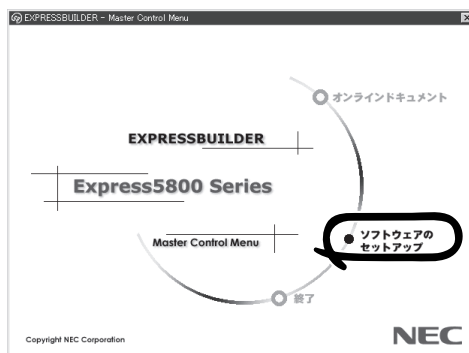 EXPRESSBUILDER - Master Control Menu
オンラインドキュメント
EXPRESSBUILDER
Express5800 Series
Master Control Menu
ソフトウェアの
セットアップ
終了
Copyright NEC Corporation
NEC